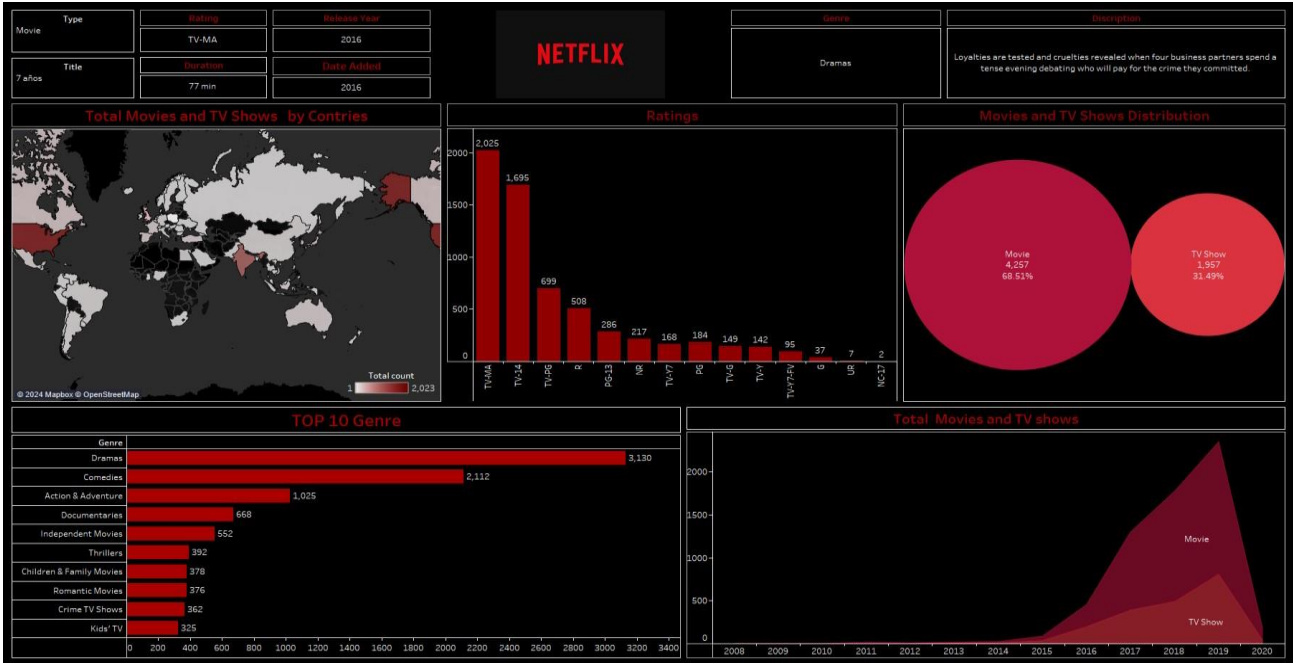 Type
Movie
Rating
TV-MA
Release Year
2016
Title
7 años
Duration
77 min
Date Added
2016
NETFLIX
Genre
Dramas
Discription
Loyalties are tested and cruelties revealed when four business partners spend a
tense evening debating who will pay for the crime they committed.
Total Movies and TV Shows by Contries
Total count
1
2,023
© 2024 Mapbox © OpenStreetMap
Ratings
2000
1500
1000
500
0
2,025
1,695
699
508
286
217
168
184
149
142
95
37
7
2
TV-MA
TV-14
TV-PG
R
PG-13
NR
TV-Y7
PG
TV-G
TV-Y
TV-Y7-FV
G
UR
NC-17
Movies and TV Shows Distribution
Movie
4,257
68.51%
TV Show
1,957
31.49%
TOP 10 Genre
Genre
Dramas 3,130
Comedies 2,112
Action & Adventure 1,025
Documentaries 668
Independent Movies 552
Thrillers 392
Children & Family Movies 378
Romantic Movies 376
Crime TV Shows 362
Kids' TV 325
0 200 400 600 800 1000 1200 1400 1600 1800 2000 2200 2400 2600 2800 3000 3200 3400
Total Movies and TV shows
2000
1500
1000
500
0
Movie
TV Show
2008 2009 2010 2011 2012 2013 2014 2015 2016 2017 2018 2019 2020